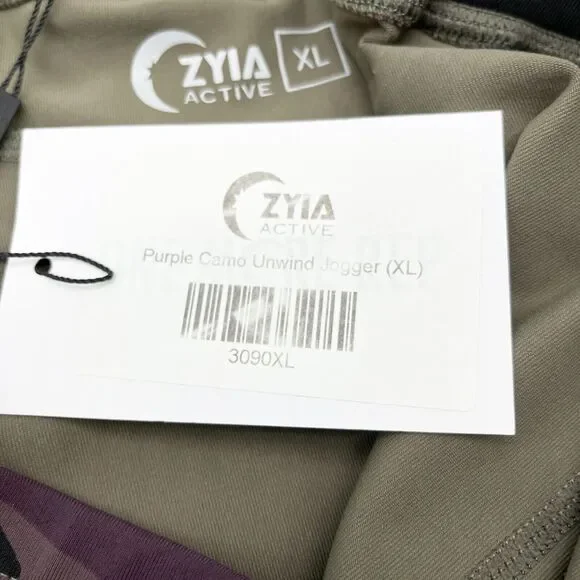 ZYIA
ACTIVE
XL
ZYIA
ACTIVE
Purple Camo Unwind Jogger (XL)
3090XL